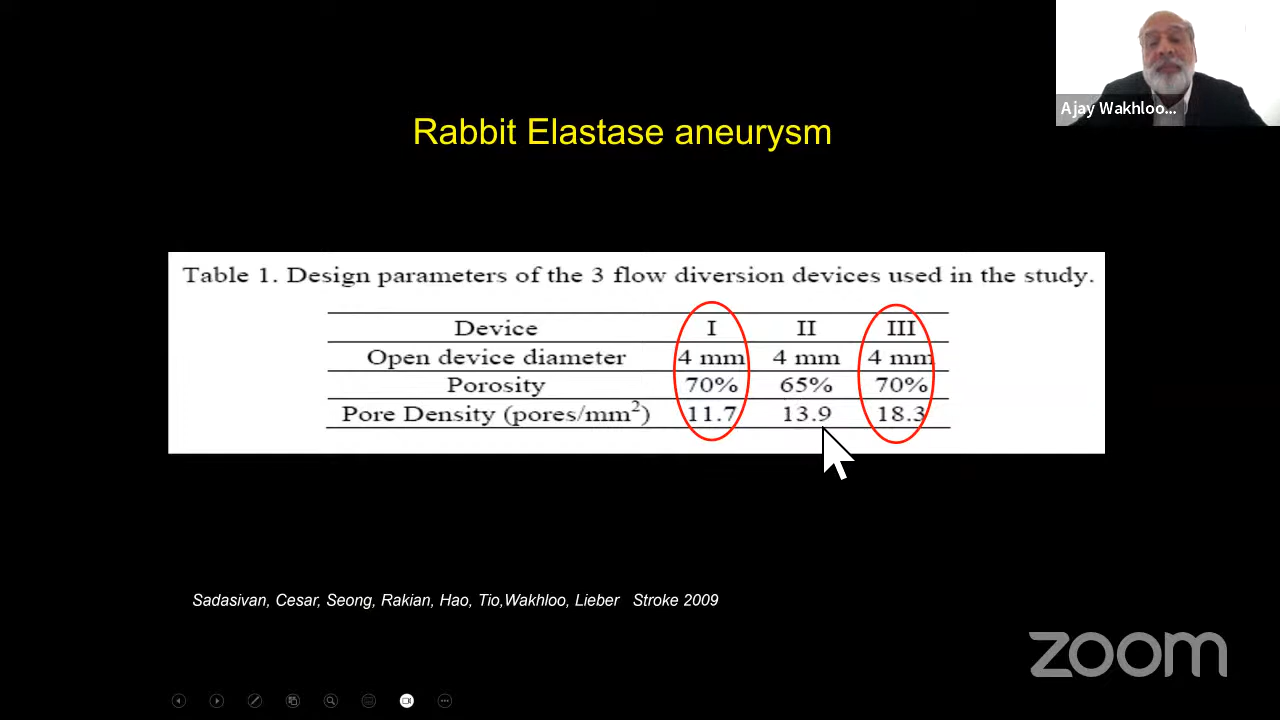 Ajay Wakhloo...
Rabbit Elastase aneurysm
Table 1. Design parameters of the 3 flow diversion devices used in the study.
Device I II III
Open device diameter 4 mm 4 mm 4 mm
Porosity 70% 65% 70%
Pore Density (pores/mm²) 11.7 13.9 18.3
Sadasivan, Cesar, Seong, Rakian, Hao, Tio,Wakhloo, Lieber Stroke 2009
zoom